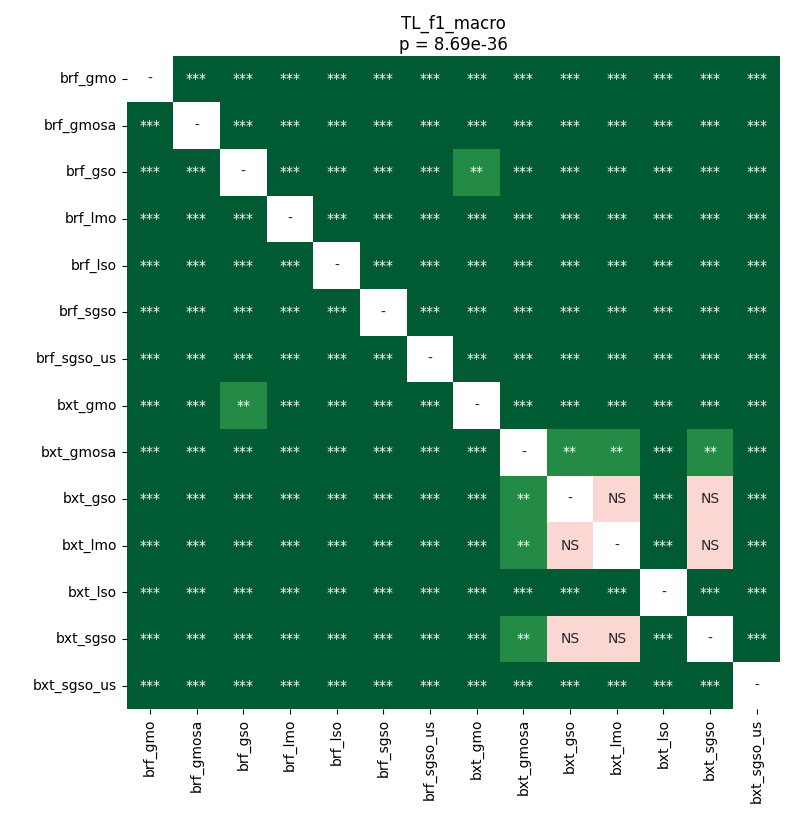 TL_f1_macro
p = 8.69e-36
brf_gmo - *** *** *** *** *** *** *** *** *** *** *** *** ***
brf_gmosa *** - *** *** *** *** *** *** *** *** *** *** *** ***
brf_gso *** *** - *** *** *** *** ** *** *** *** *** *** ***
brf_lmo *** *** *** - *** *** *** *** *** *** *** *** *** ***
brf_lso *** *** *** *** - *** *** *** *** *** *** *** *** ***
brf_sgso *** *** *** *** *** - *** *** *** *** *** *** *** ***
brf_sgso_us *** *** *** *** *** *** - *** *** *** *** *** *** ***
bxt_gmo *** *** ** *** *** *** *** - *** *** *** *** *** ***
bxt_gmosa *** *** *** *** *** *** *** *** - ** ** *** ** ***
bxt_gso *** *** *** *** *** *** *** *** ** - NS *** NS ***
bxt_lmo *** *** *** *** *** *** *** *** ** NS - *** NS ***
bxt_lso *** *** *** *** *** *** *** *** *** *** *** - *** ***
bxt_sgso *** *** *** *** *** *** *** *** ** NS NS *** - ***
bxt_sgso_us *** *** *** *** *** *** *** *** *** *** *** *** *** -
brf_gmo brf_gmosa brf_gso brf_lmo brf_lso brf_sgso brf_sgso_us bxt_gmo bxt_gmosa bxt_gso bxt_lmo bxt_lso bxt_sgso bxt_sgso_us